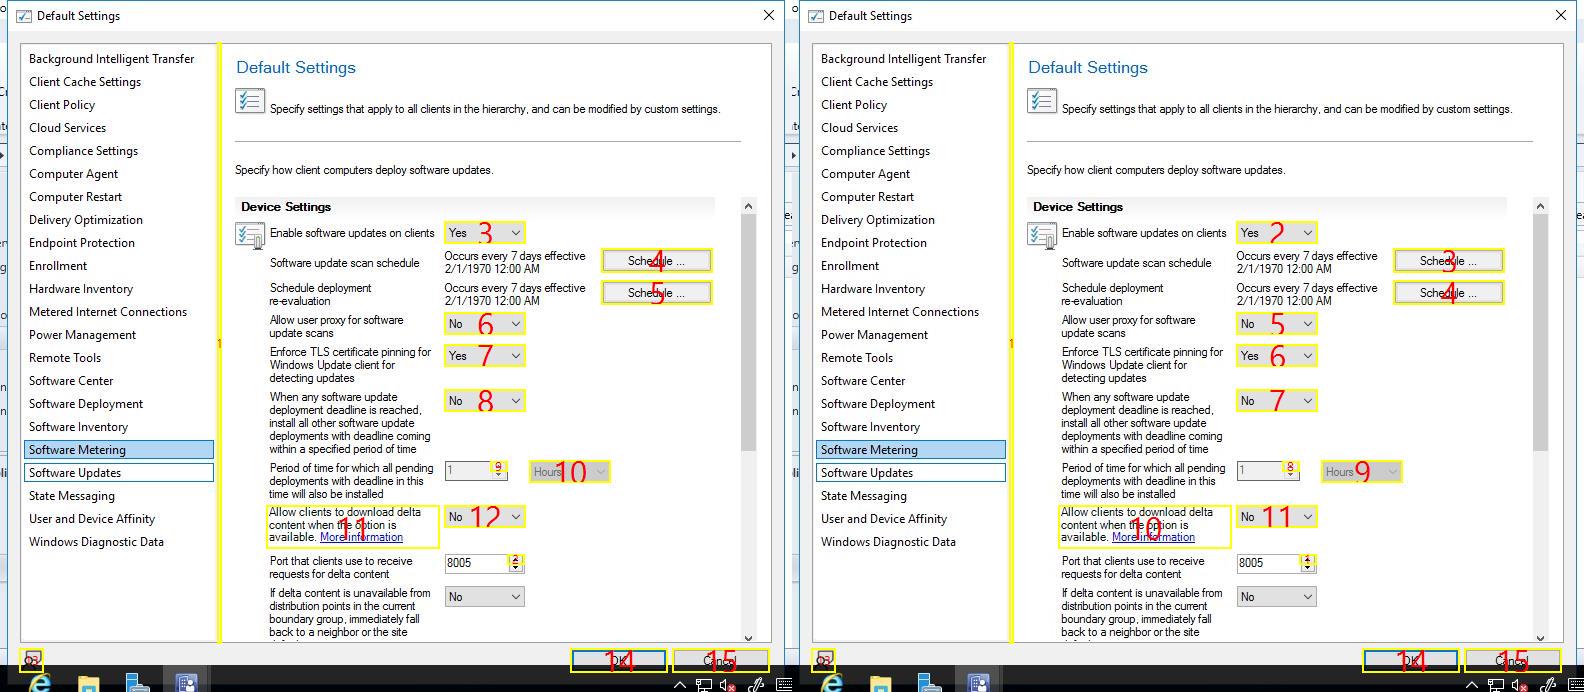 Default Settings
Background Intelligent Transfer
Client Cache Settings
Client Policy
Cloud Services
Compliance Settings
Computer Agent
Computer Restart
Delivery Optimization
Endpoint Protection
Enrollment
Hardware Inventory
Metered Internet Connections
Power Management
Remote Tools
Software Center
Software Deployment
Software Inventory
Software Metering
Software Updates
State Messaging
User and Device Affinity
Windows Diagnostic Data
1
Default Settings
Specify settings that apply to all clients in the hierarchy, and can be modified by custom settings.
Specify how client computers deploy software updates.
Device Settings
Enable software updates on clients
Yes
3
Software update scan schedule
Occurs every 7 days effective
2/1/1970 12:00 AM
Schedule ...
4
Schedule deployment
re-evaluation
Occurs every 7 days effective
2/1/1970 12:00 AM
Schedule ...
5
Allow user proxy for software
update scans
No
6
Enforce TLS certificate pinning for
Windows Update client for
detecting updates
Yes
7
When any software update
deployment deadline is reached,
install all other software update
deployments with deadline coming
within a specified period of time
No
8
Period of time for which all pending
deployments with deadline in this
time will also be installed
1
9
Hours
10
Allow clients to download delta
content when the option is
available. More information
11
No
12
Port that clients use to receive
requests for delta content
8005
If delta content is unavailable from
distribution points in the current
boundary group, immediately fall
back to a neighbor or the site
No
OK
14
Cancel
15
Default Settings
Background Intelligent Transfer
Client Cache Settings
Client Policy
Cloud Services
Compliance Settings
Computer Agent
Computer Restart
Delivery Optimization
Endpoint Protection
Enrollment
Hardware Inventory
Metered Internet Connections
Power Management
Remote Tools
Software Center
Software Deployment
Software Inventory
Software Metering
Software Updates
State Messaging
User and Device Affinity
Windows Diagnostic Data
1
Default Settings
Specify settings that apply to all clients in the hierarchy, and can be modified by custom settings.
Specify how client computers deploy software updates.
Device Settings
Enable software updates on clients
Yes
2
Software update scan schedule
Occurs every 7 days effective
2/1/1970 12:00 AM
Schedule ...
3
Schedule deployment
re-evaluation
Occurs every 7 days effective
2/1/1970 12:00 AM
Schedule ...
4
Allow user proxy for software
update scans
No
5
Enforce TLS certificate pinning for
Windows Update client for
detecting updates
Yes
6
When any software update
deployment deadline is reached,
install all other software update
deployments with deadline coming
within a specified period of time
No
7
Period of time for which all pending
deployments with deadline in this
time will also be installed
1
8
Hours
9
Allow clients to download delta
content when the option is
available. More information
10
No
11
Port that clients use to receive
requests for delta content
8005
If delta content is unavailable from
distribution points in the current
boundary group, immediately fall
back to a neighbor or the site
No
OK
14
Cancel
15